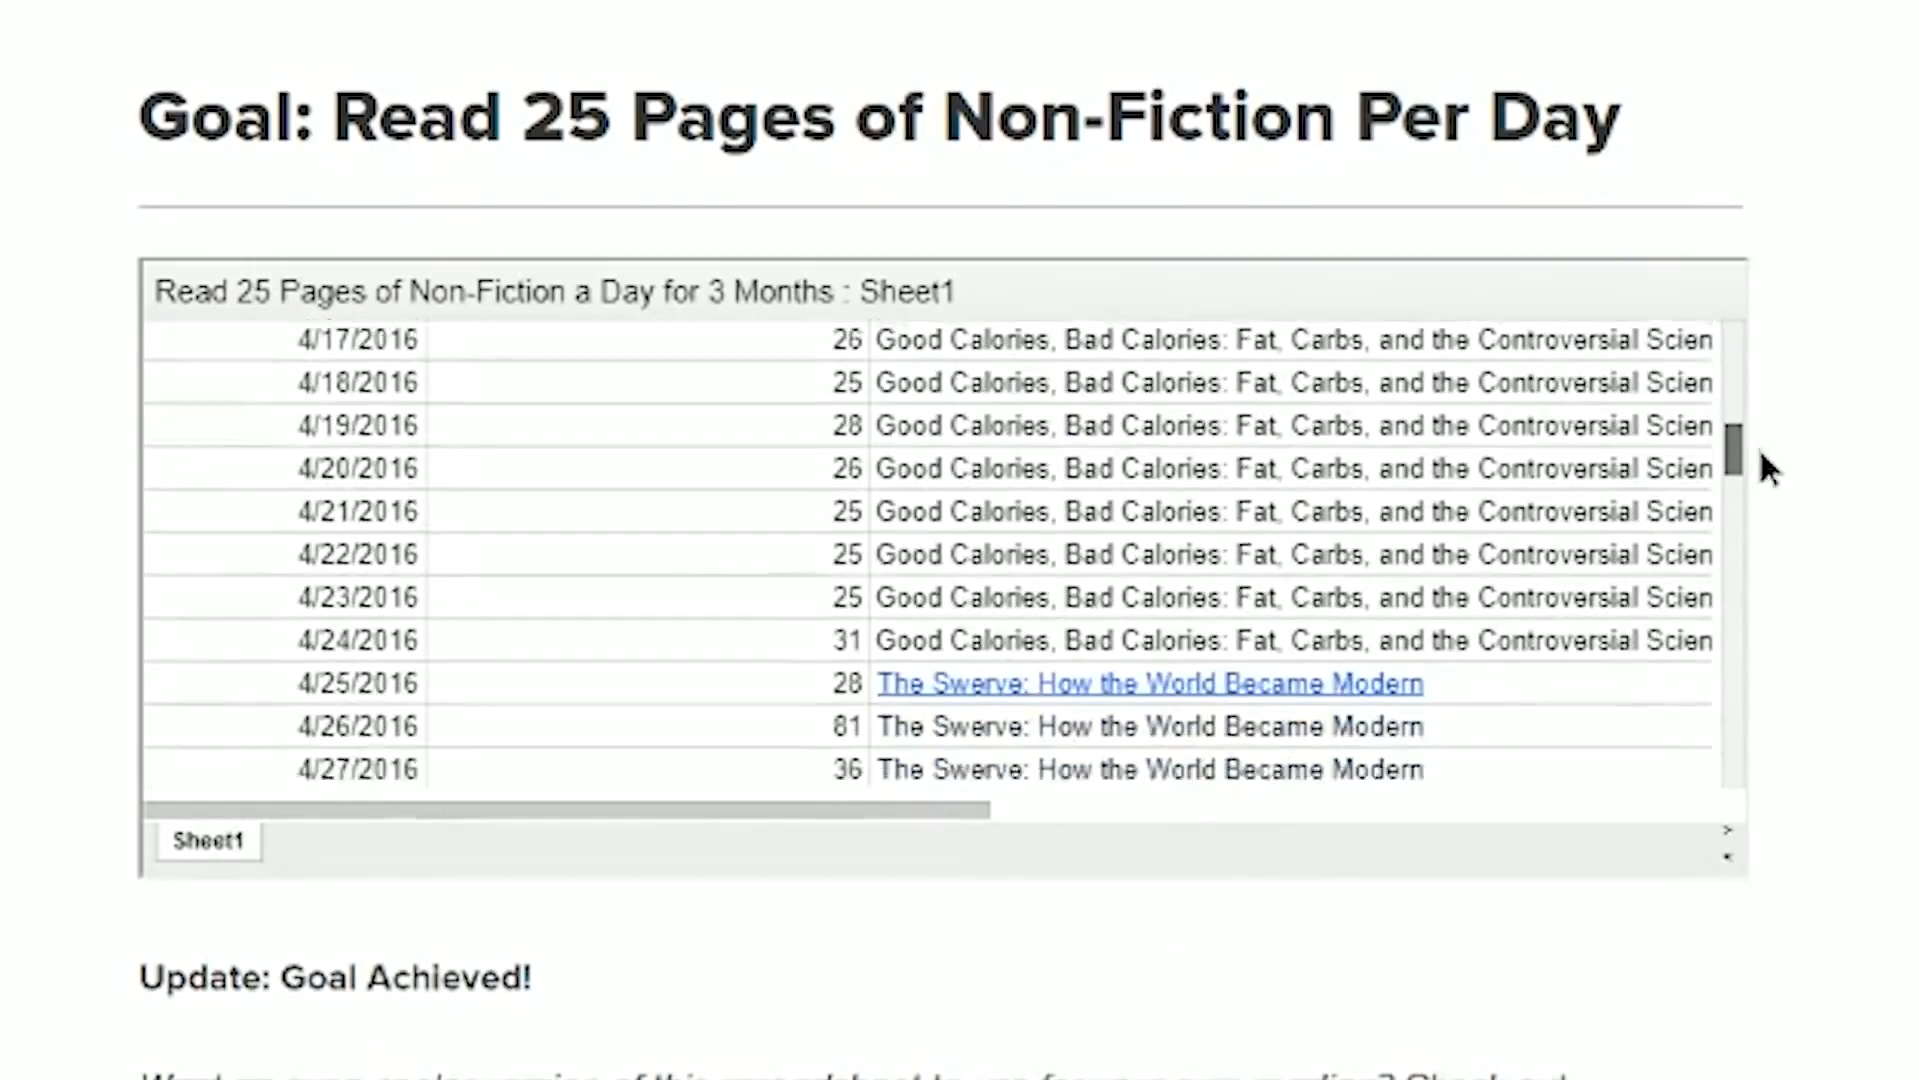 Goal: Read 25 Pages of Non-Fiction Per Day
Read 25 Pages of Non-Fiction a Day for 3 Months : Sheet1
4/17/2016 26 Good Calories, Bad Calories: Fat, Carbs, and the Controversial Scien
4/18/2016 25 Good Calories, Bad Calories: Fat, Carbs, and the Controversial Scien
4/19/2016 28 Good Calories, Bad Calories: Fat, Carbs, and the Controversial Scien
4/20/2016 26 Good Calories, Bad Calories: Fat, Carbs, and the Controversial Scien
4/21/2016 25 Good Calories, Bad Calories: Fat, Carbs, and the Controversial Scien
4/22/2016 25 Good Calories, Bad Calories: Fat, Carbs, and the Controversial Scien
4/23/2016 25 Good Calories, Bad Calories: Fat, Carbs, and the Controversial Scien
4/24/2016 31 Good Calories, Bad Calories: Fat, Carbs, and the Controversial Scien
4/25/2016 28 The Swerve: How the World Became Modern
4/26/2016 81 The Swerve: How the World Became Modern
4/27/2016 36 The Swerve: How the World Became Modern
Sheet1
Update: Goal Achieved!